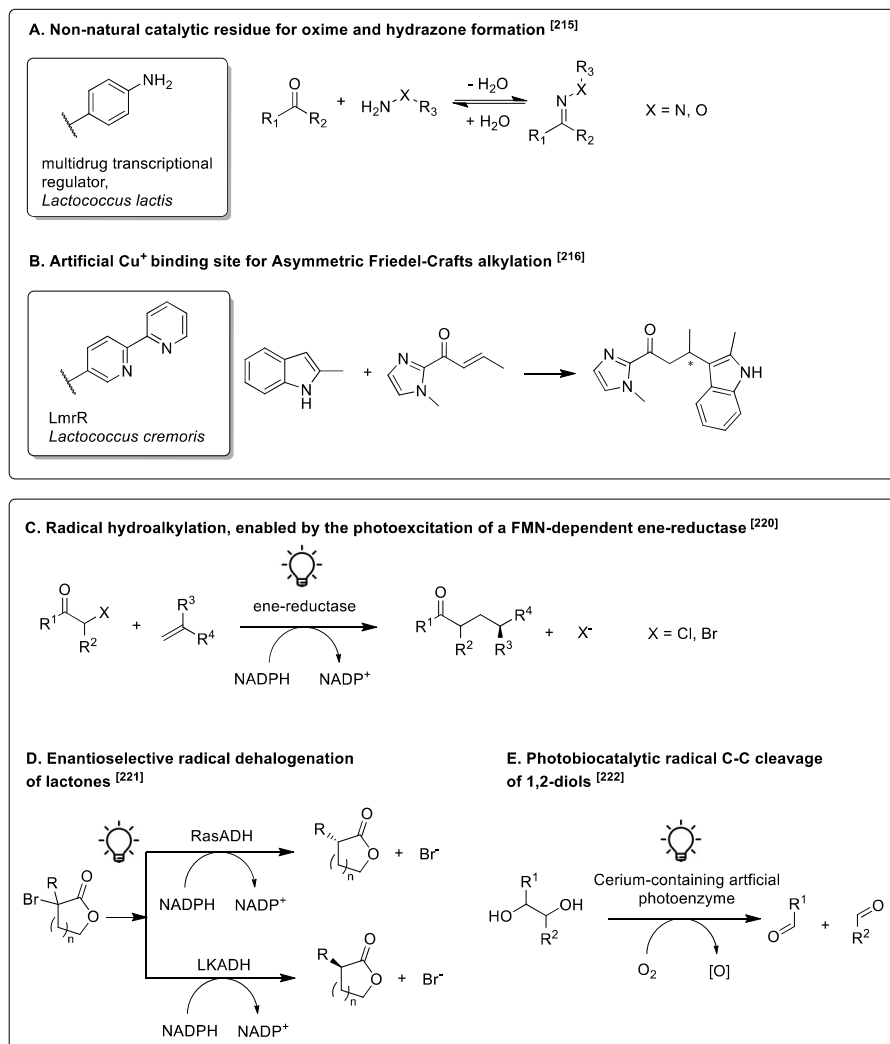 A. Non-natural catalytic residue for oxime and hydrazone formation [215]
NH2
multidrug transcriptional
regulator,
Lactococcus lactis
O
R1 R2
+
H2N X R3
- H2O
+ H2O
R3
X
N
R1 R2
X = N, O
B. Artificial Cu+ binding site for Asymmetric Friedel-Crafts alkylation [216]
N
N
LmrR
Lactococcus cremoris
N
H
+
O
N
N
O
N
N
*
NH
C. Radical hydroalkylation, enabled by the photoexcitation of a FMN-dependent ene-reductase [220]
O
R1 X
R2
+
R3
R4
ene-reductase
NADPH NADP+
O
R1
R2
R4
R3
+ X-
X = Cl, Br
D. Enantioselective radical dehalogenation
of lactones [221]
Br R O
O
( )n
RasADH
NADPH NADP+
R O
O
( )n
+ Br-
LKADH
NADPH NADP+
R O
O
( )n
+ Br-
E. Photobiocatalytic radical C-C cleavage
of 1,2-diols [222]
R1
HO OH
R2
Cerium-containing artficial
photoenzyme
O2 [O]
R1
O
+
O
R2